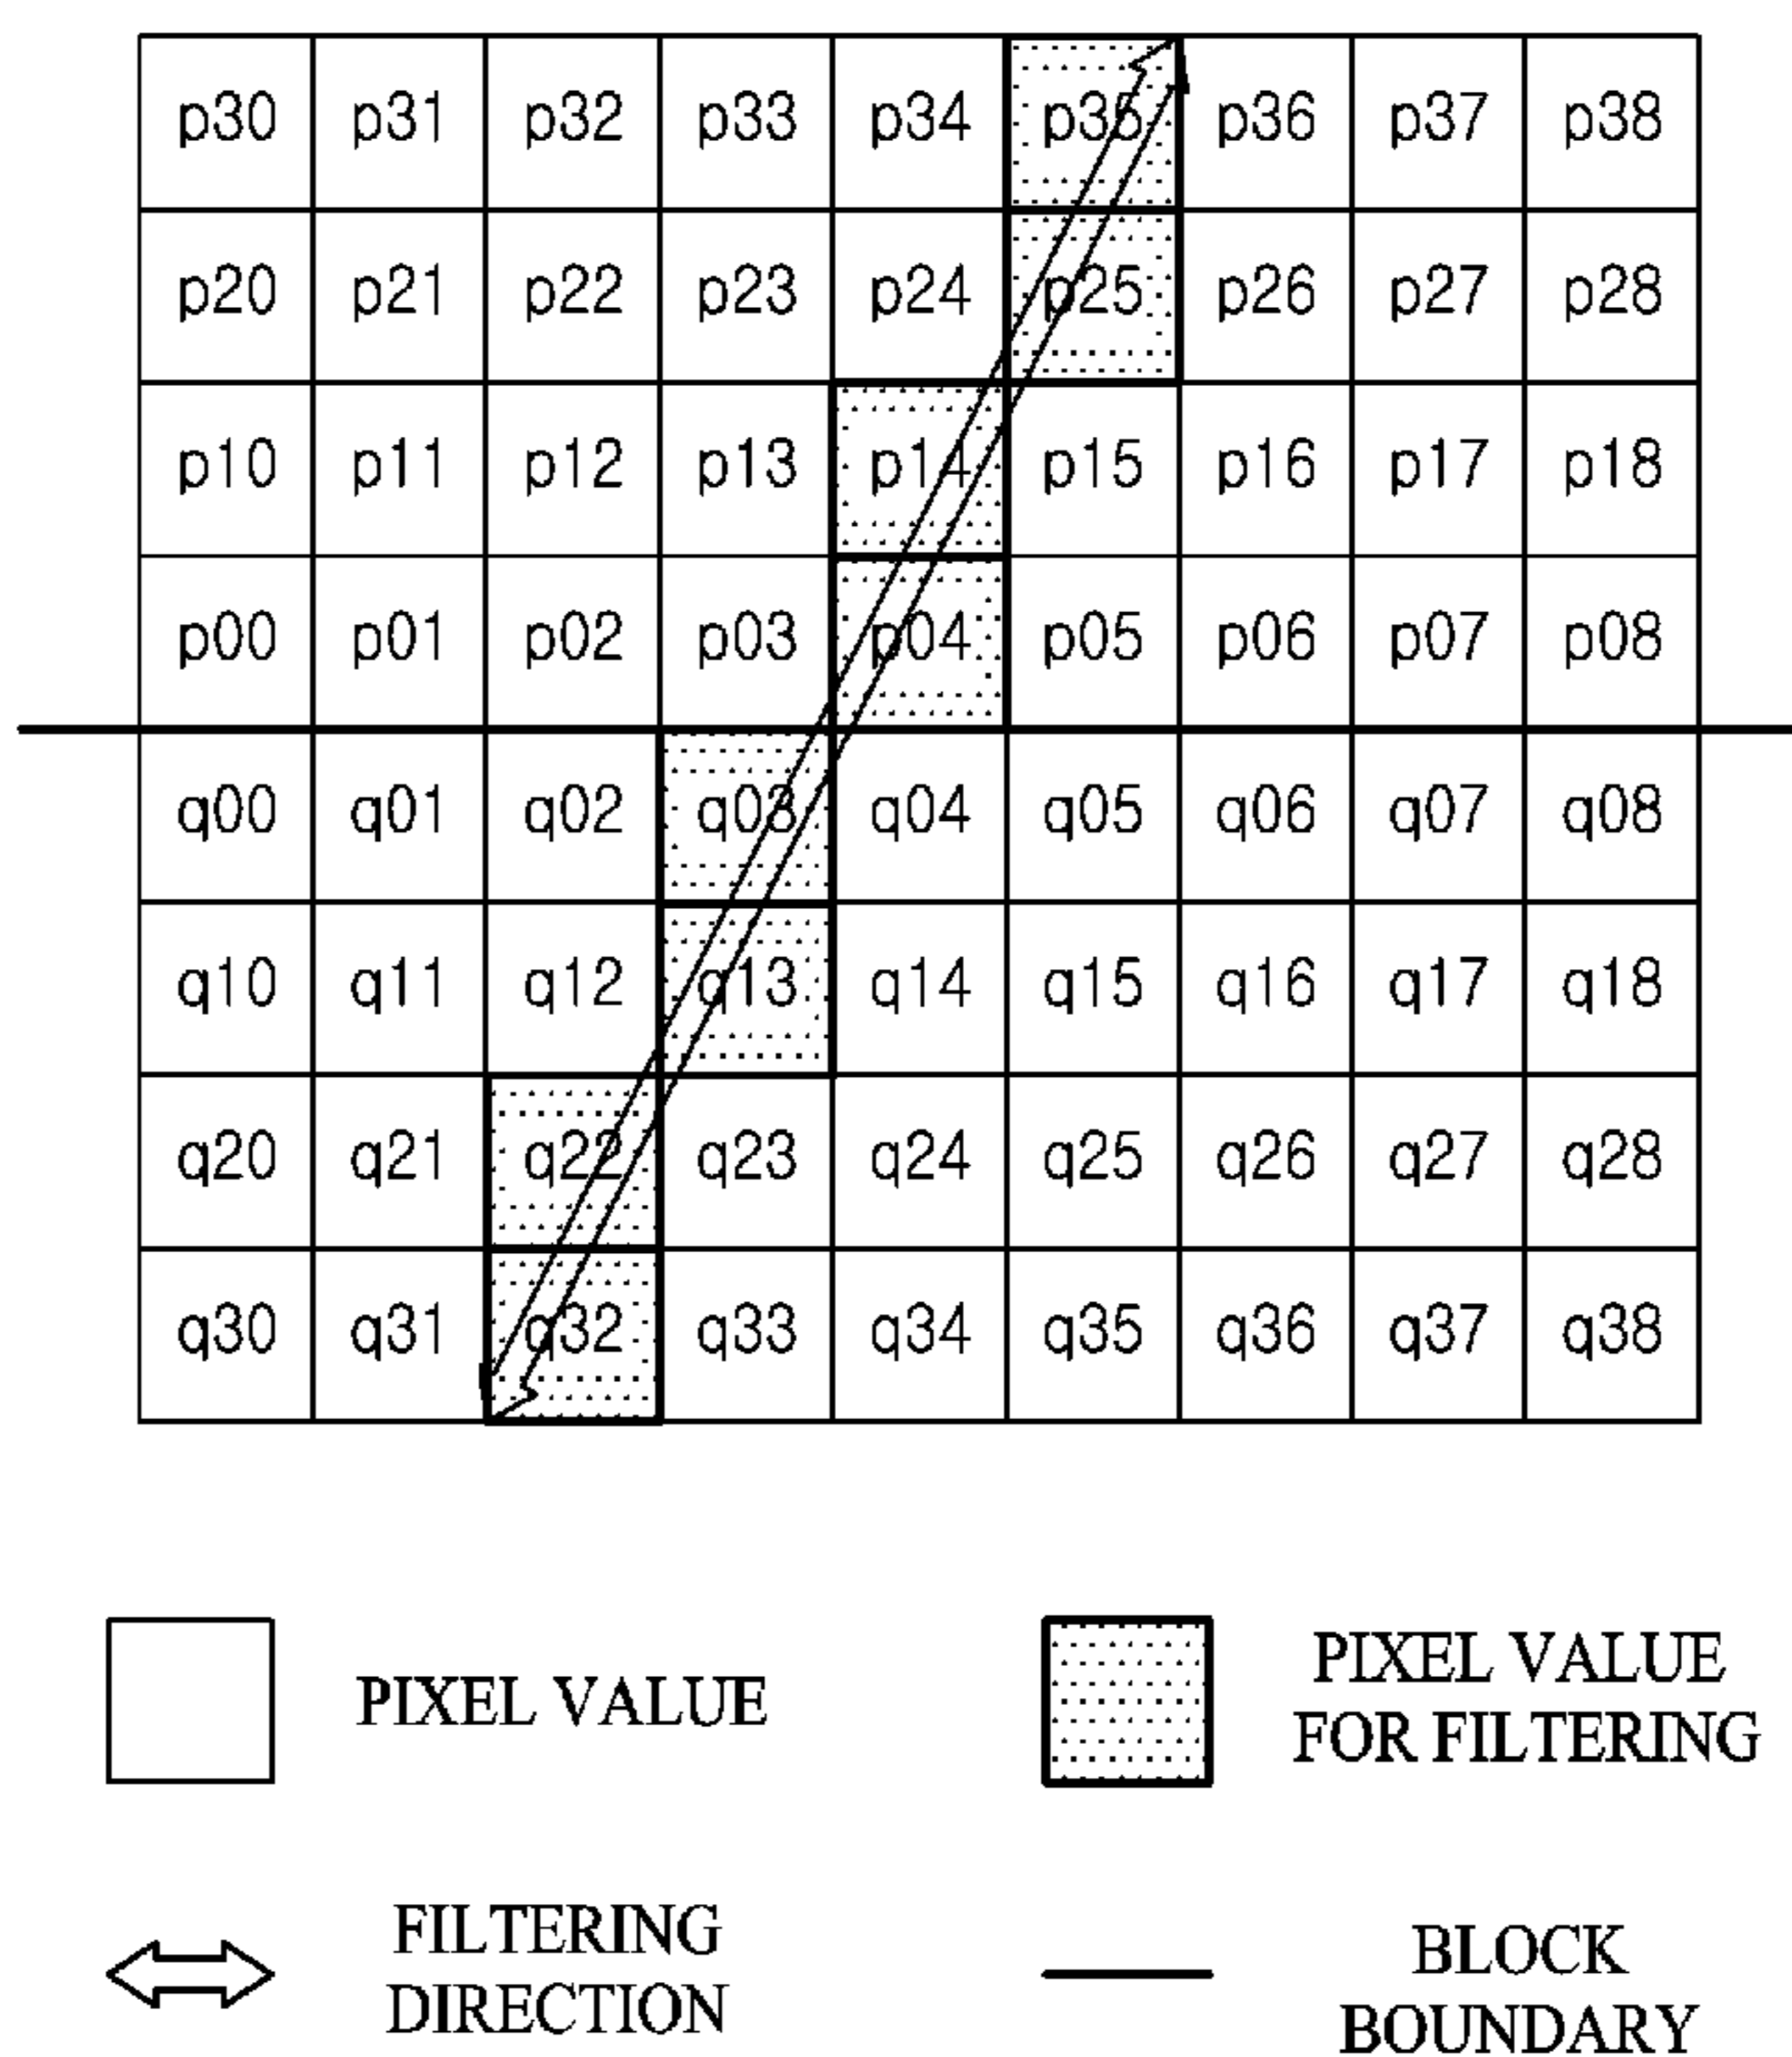 p30 p31 p32 p33 p34 p35 p36 p37 p38
p20 p21 p22 p23 p24 p25 p26 p27 p28
p10 p11 p12 p13 p14 p15 p16 p17 p18
p00 p01 p02 p03 p04 p05 p06 p07 p08
q00 q01 q02 q03 q04 q05 q06 q07 q08
q10 q11 q12 q13 q14 q15 q16 q17 q18
q20 q21 q22 q23 q24 q25 q26 q27 q28
q30 q31 q32 q33 q34 q35 q36 q37 q38
PIXEL VALUE
PIXEL VALUE
FOR FILTERING
FILTERING
DIRECTION
BLOCK
BOUNDARY